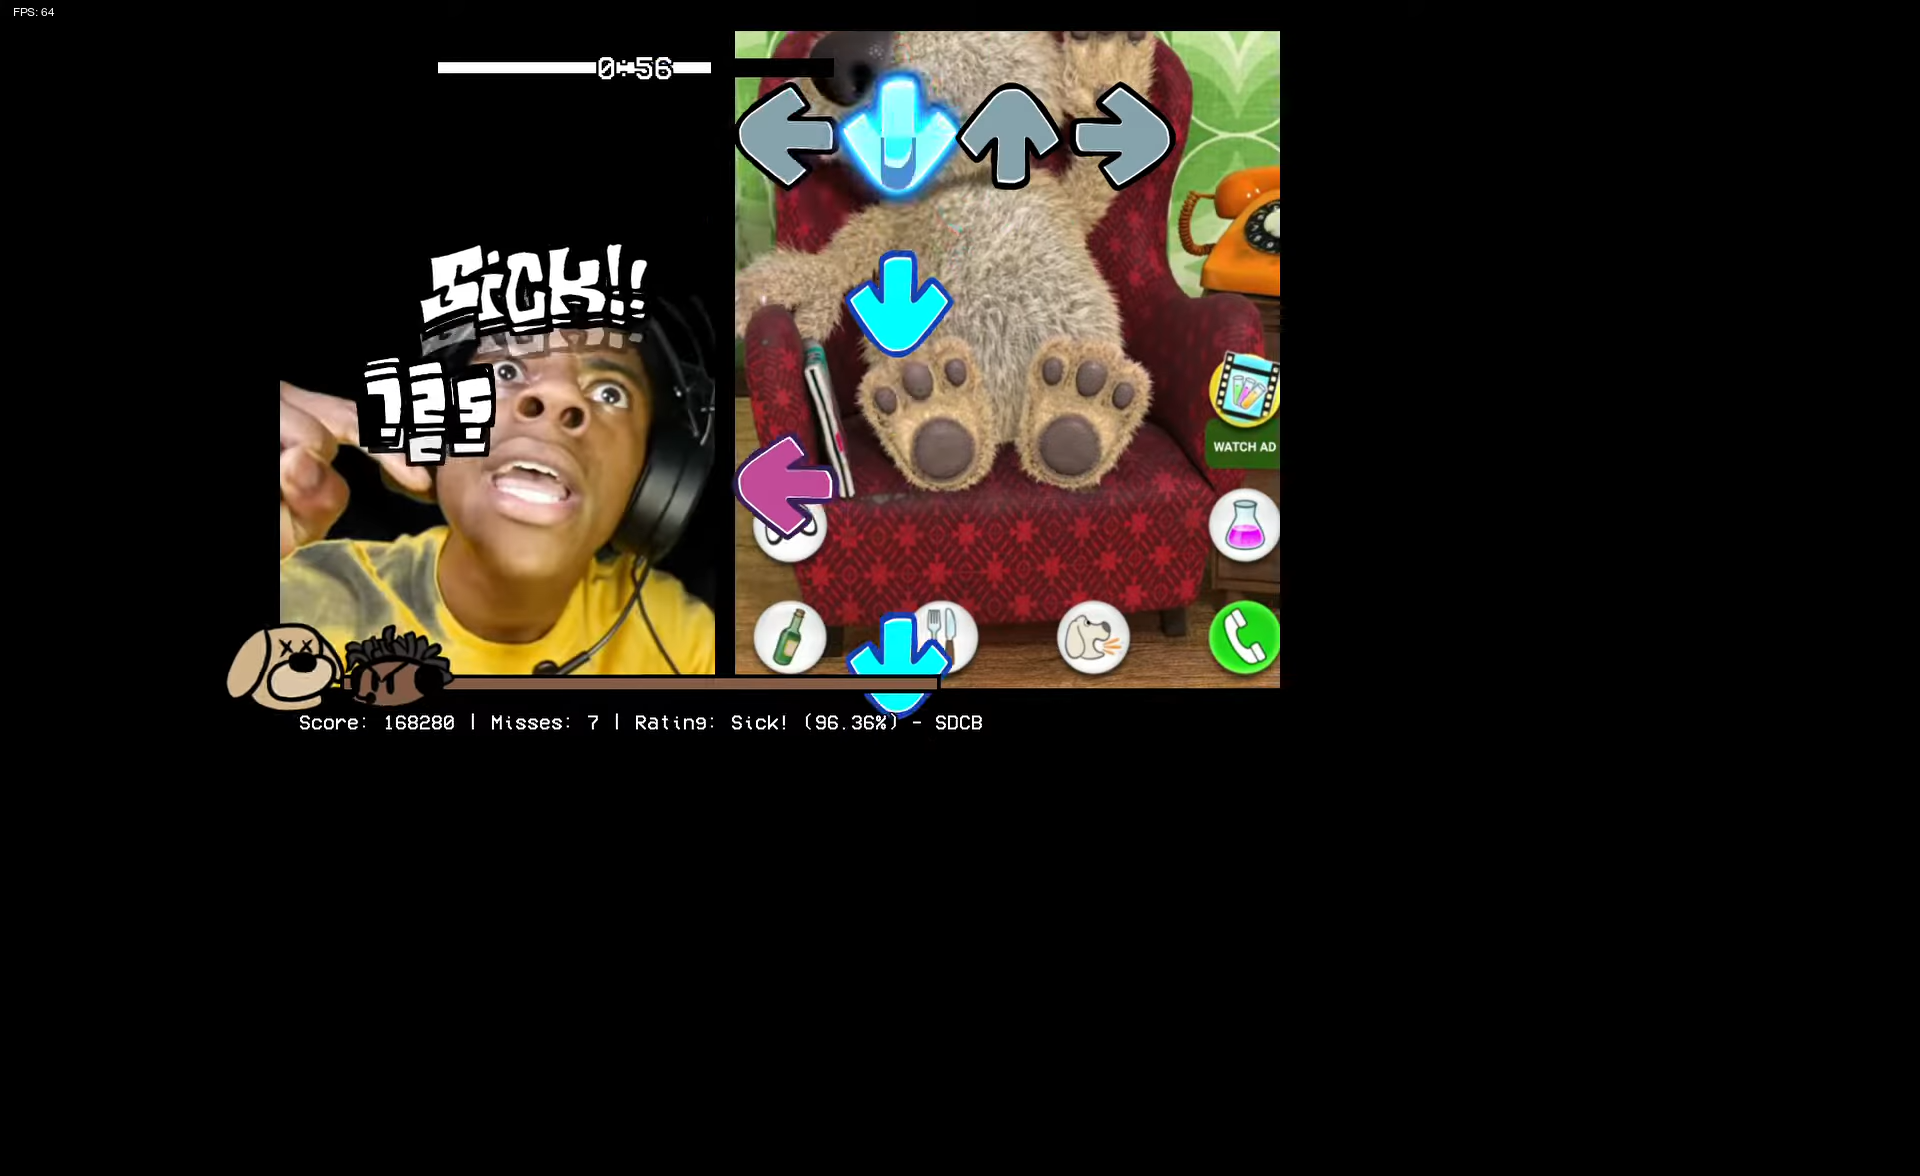 FPS: 64
0:56
SiCK!!
125
WATCH AD
Score: 168280 | Misses: 7 | Rating: Sick! (96.36%) - SDCB